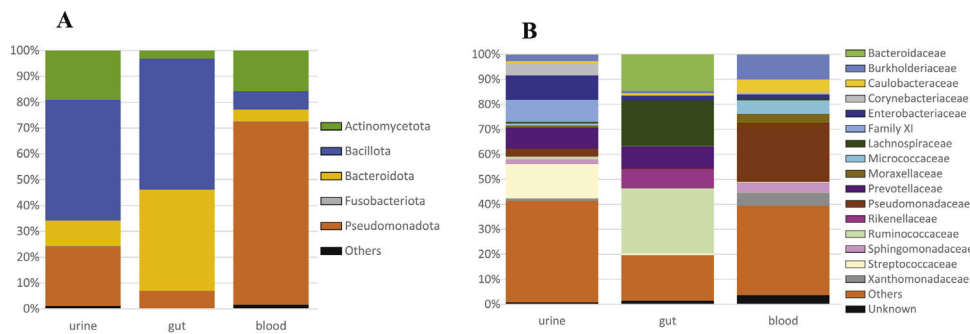 A
100%
90%
80%
70%
60%
50%
40%
30%
20%
10%
0%
urine gut blood
Actinomycetota
Bacillota
Bacteroidota
Fusobacteriota
Pseudomonadota
Others
B
100%
90%
80%
70%
60%
50%
40%
30%
20%
10%
0%
urine gut blood
Bacteroidaceae
Burkholderiaceae
Caulobacteraceae
Corynebacteriaceae
Enterobacteriaceae
Family XI
Lachnospiraceae
Micrococcaceae
Moraxellaceae
Prevotellaceae
Pseudomonadaceae
Rikenellaceae
Ruminococcaceae
Sphingomonadaceae
Streptococcaceae
Xanthomonadaceae
Others
Unknown